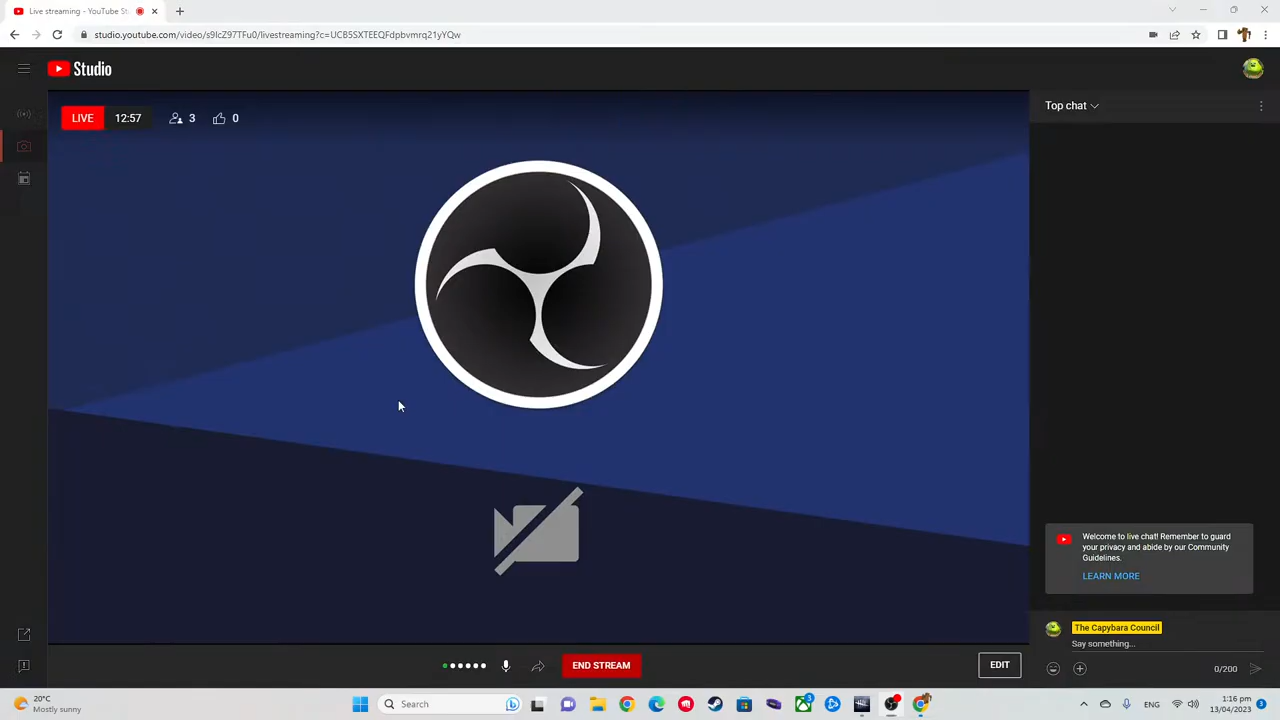 Live streaming - YouTube St
studio.youtube.com/video/s9lcZ97TFu0/livestreaming?c=UCB5SXTEEQFdpbvmrq21yYQw
Studio
LIVE 12:57 3 0
Top chat
Welcome to live chat! Remember to guard
your privacy and abide by our Community
Guidelines.
LEARN MORE
The Capybara Council
Say something...
0/200
END STREAM
EDIT
20°C
Mostly sunny
Search
3
ENG
1:16 pm
13/04/2023